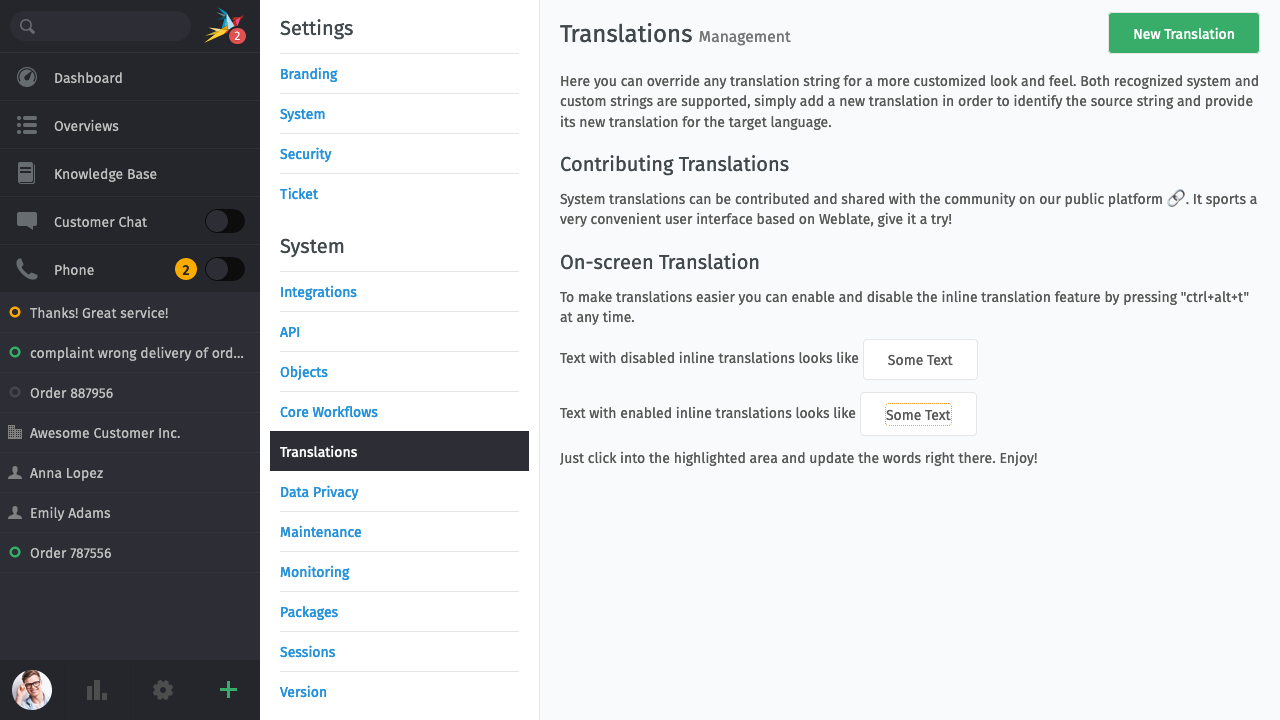 2
Dashboard
Overviews
Knowledge Base
Customer Chat
Phone
2
Thanks! Great service!
complaint wrong delivery of ord...
Order 887956
Awesome Customer Inc.
Anna Lopez
Emily Adams
Order 787556
Settings
Branding
System
Security
Ticket
System
Integrations
API
Objects
Core Workflows
Translations
Data Privacy
Maintenance
Monitoring
Packages
Sessions
Version
Translations Management
New Translation
Here you can override any translation string for a more customized look and feel. Both recognized system and
custom strings are supported, simply add a new translation in order to identify the source string and provide
its new translation for the target language.
Contributing Translations
System translations can be contributed and shared with the community on our public platform 🔗. It sports a
very convenient user interface based on Weblate, give it a try!
On-screen Translation
To make translations easier you can enable and disable the inline translation feature by pressing "ctrl+alt+t"
at any time.
Text with disabled inline translations looks like Some Text
Text with enabled inline translations looks like Some Text
Just click into the highlighted area and update the words right there. Enjoy!